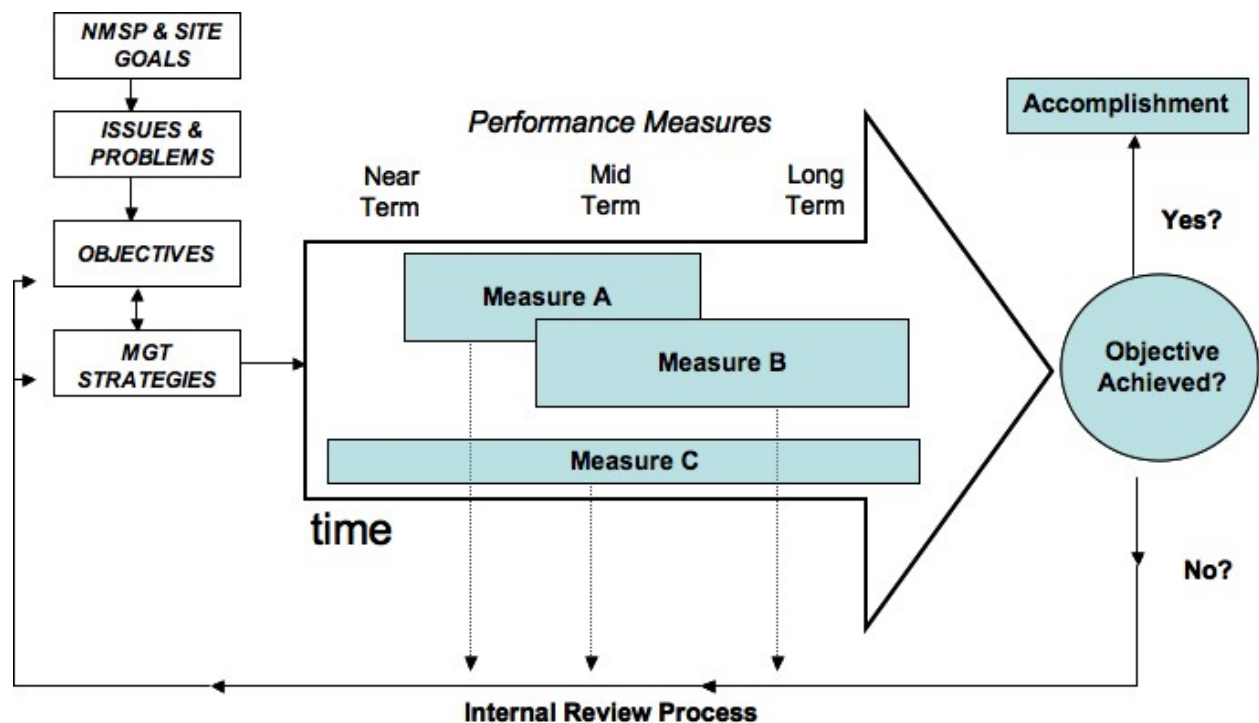 NMSP & SITE
GOALS
ISSUES &
PROBLEMS
OBJECTIVES
MGT
STRATEGIES
Performance Measures
Near
Term
Mid
Term
Long
Term
Measure A
Measure B
Measure C
time
Accomplishment
Yes?
Objective
Achieved?
No?
Internal Review Process